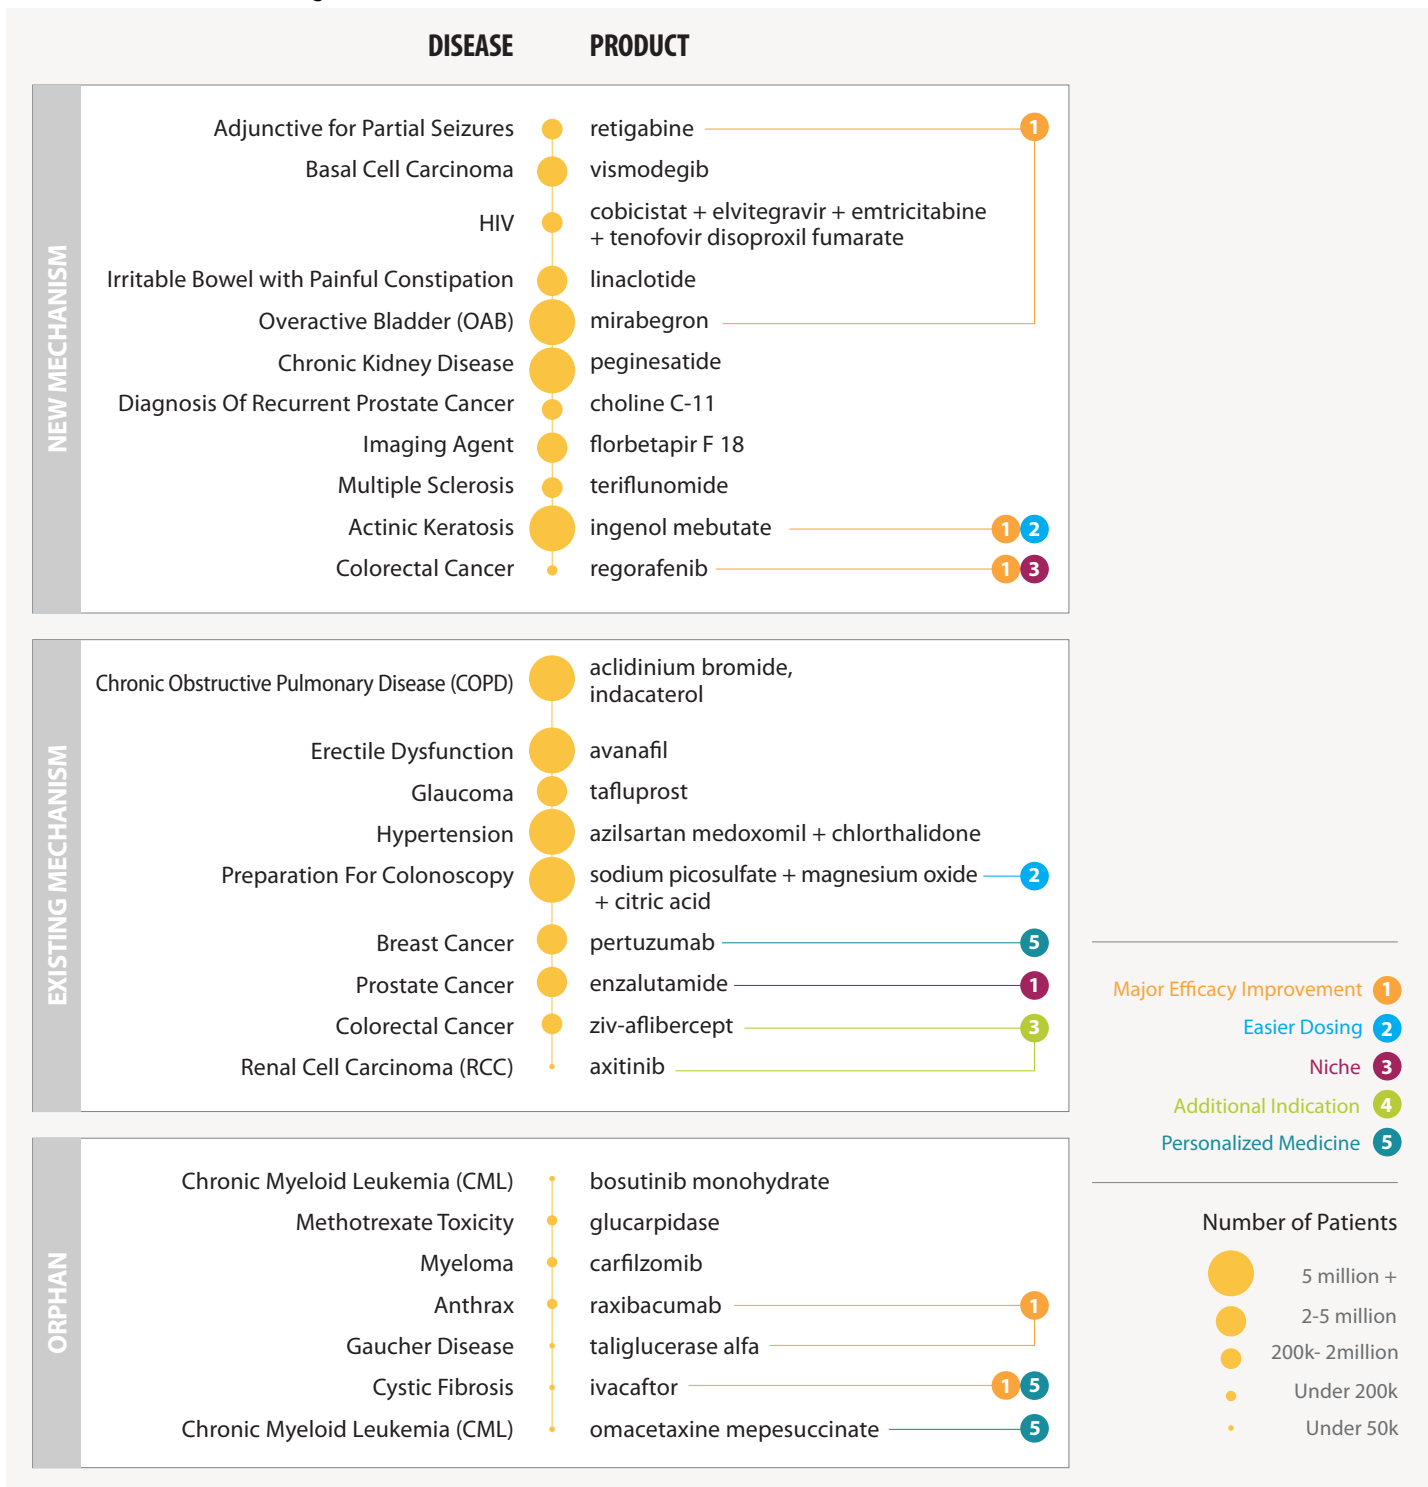 DISEASE PRODUCT
NEW MECHANISM
Adjunctive for Partial Seizures retigabine 1
Basal Cell Carcinoma vismodegib
HIV cobicistat + elvitegravir + emtricitabine
+ tenofovir disoproxil fumarate
Irritable Bowel with Painful Constipation linaclotide
Overactive Bladder (OAB) mirabegron
Chronic Kidney Disease peginesatide
Diagnosis Of Recurrent Prostate Cancer choline C-11
Imaging Agent florbetapir F 18
Multiple Sclerosis teriflunomide
Actinic Keratosis ingenol mebutate 1 2
Colorectal Cancer regorafenib 1 3
EXISTING MECHANISM
Chronic Obstructive Pulmonary Disease (COPD) aclidinium bromide,
indacaterol
Erectile Dysfunction avanafil
Glaucoma tafluprost
Hypertension azilsartan medoxomil + chlorthalidone
Preparation For Colonoscopy sodium picosulfate + magnesium oxide 2
+ citric acid
Breast Cancer pertuzumab 5
Prostate Cancer enzalutamide 1
Colorectal Cancer ziv-aflibercept 3
Renal Cell Carcinoma (RCC) axitinib
ORPHAN
Chronic Myeloid Leukemia (CML) bosutinib monohydrate
Methotrexate Toxicity glucarpidase
Myeloma carfilzomib
Anthrax raxibacumab 1
Gaucher Disease taliglucerase alfa
Cystic Fibrosis ivacaftor 1 5
Chronic Myeloid Leukemia (CML) omacetaxine mepesuccinate 5
Major Efficacy Improvement 1
Easier Dosing 2
Niche 3
Additional Indication 4
Personalized Medicine 5
Number of Patients
5 million +
2-5 million
200k- 2million
Under 200k
Under 50k